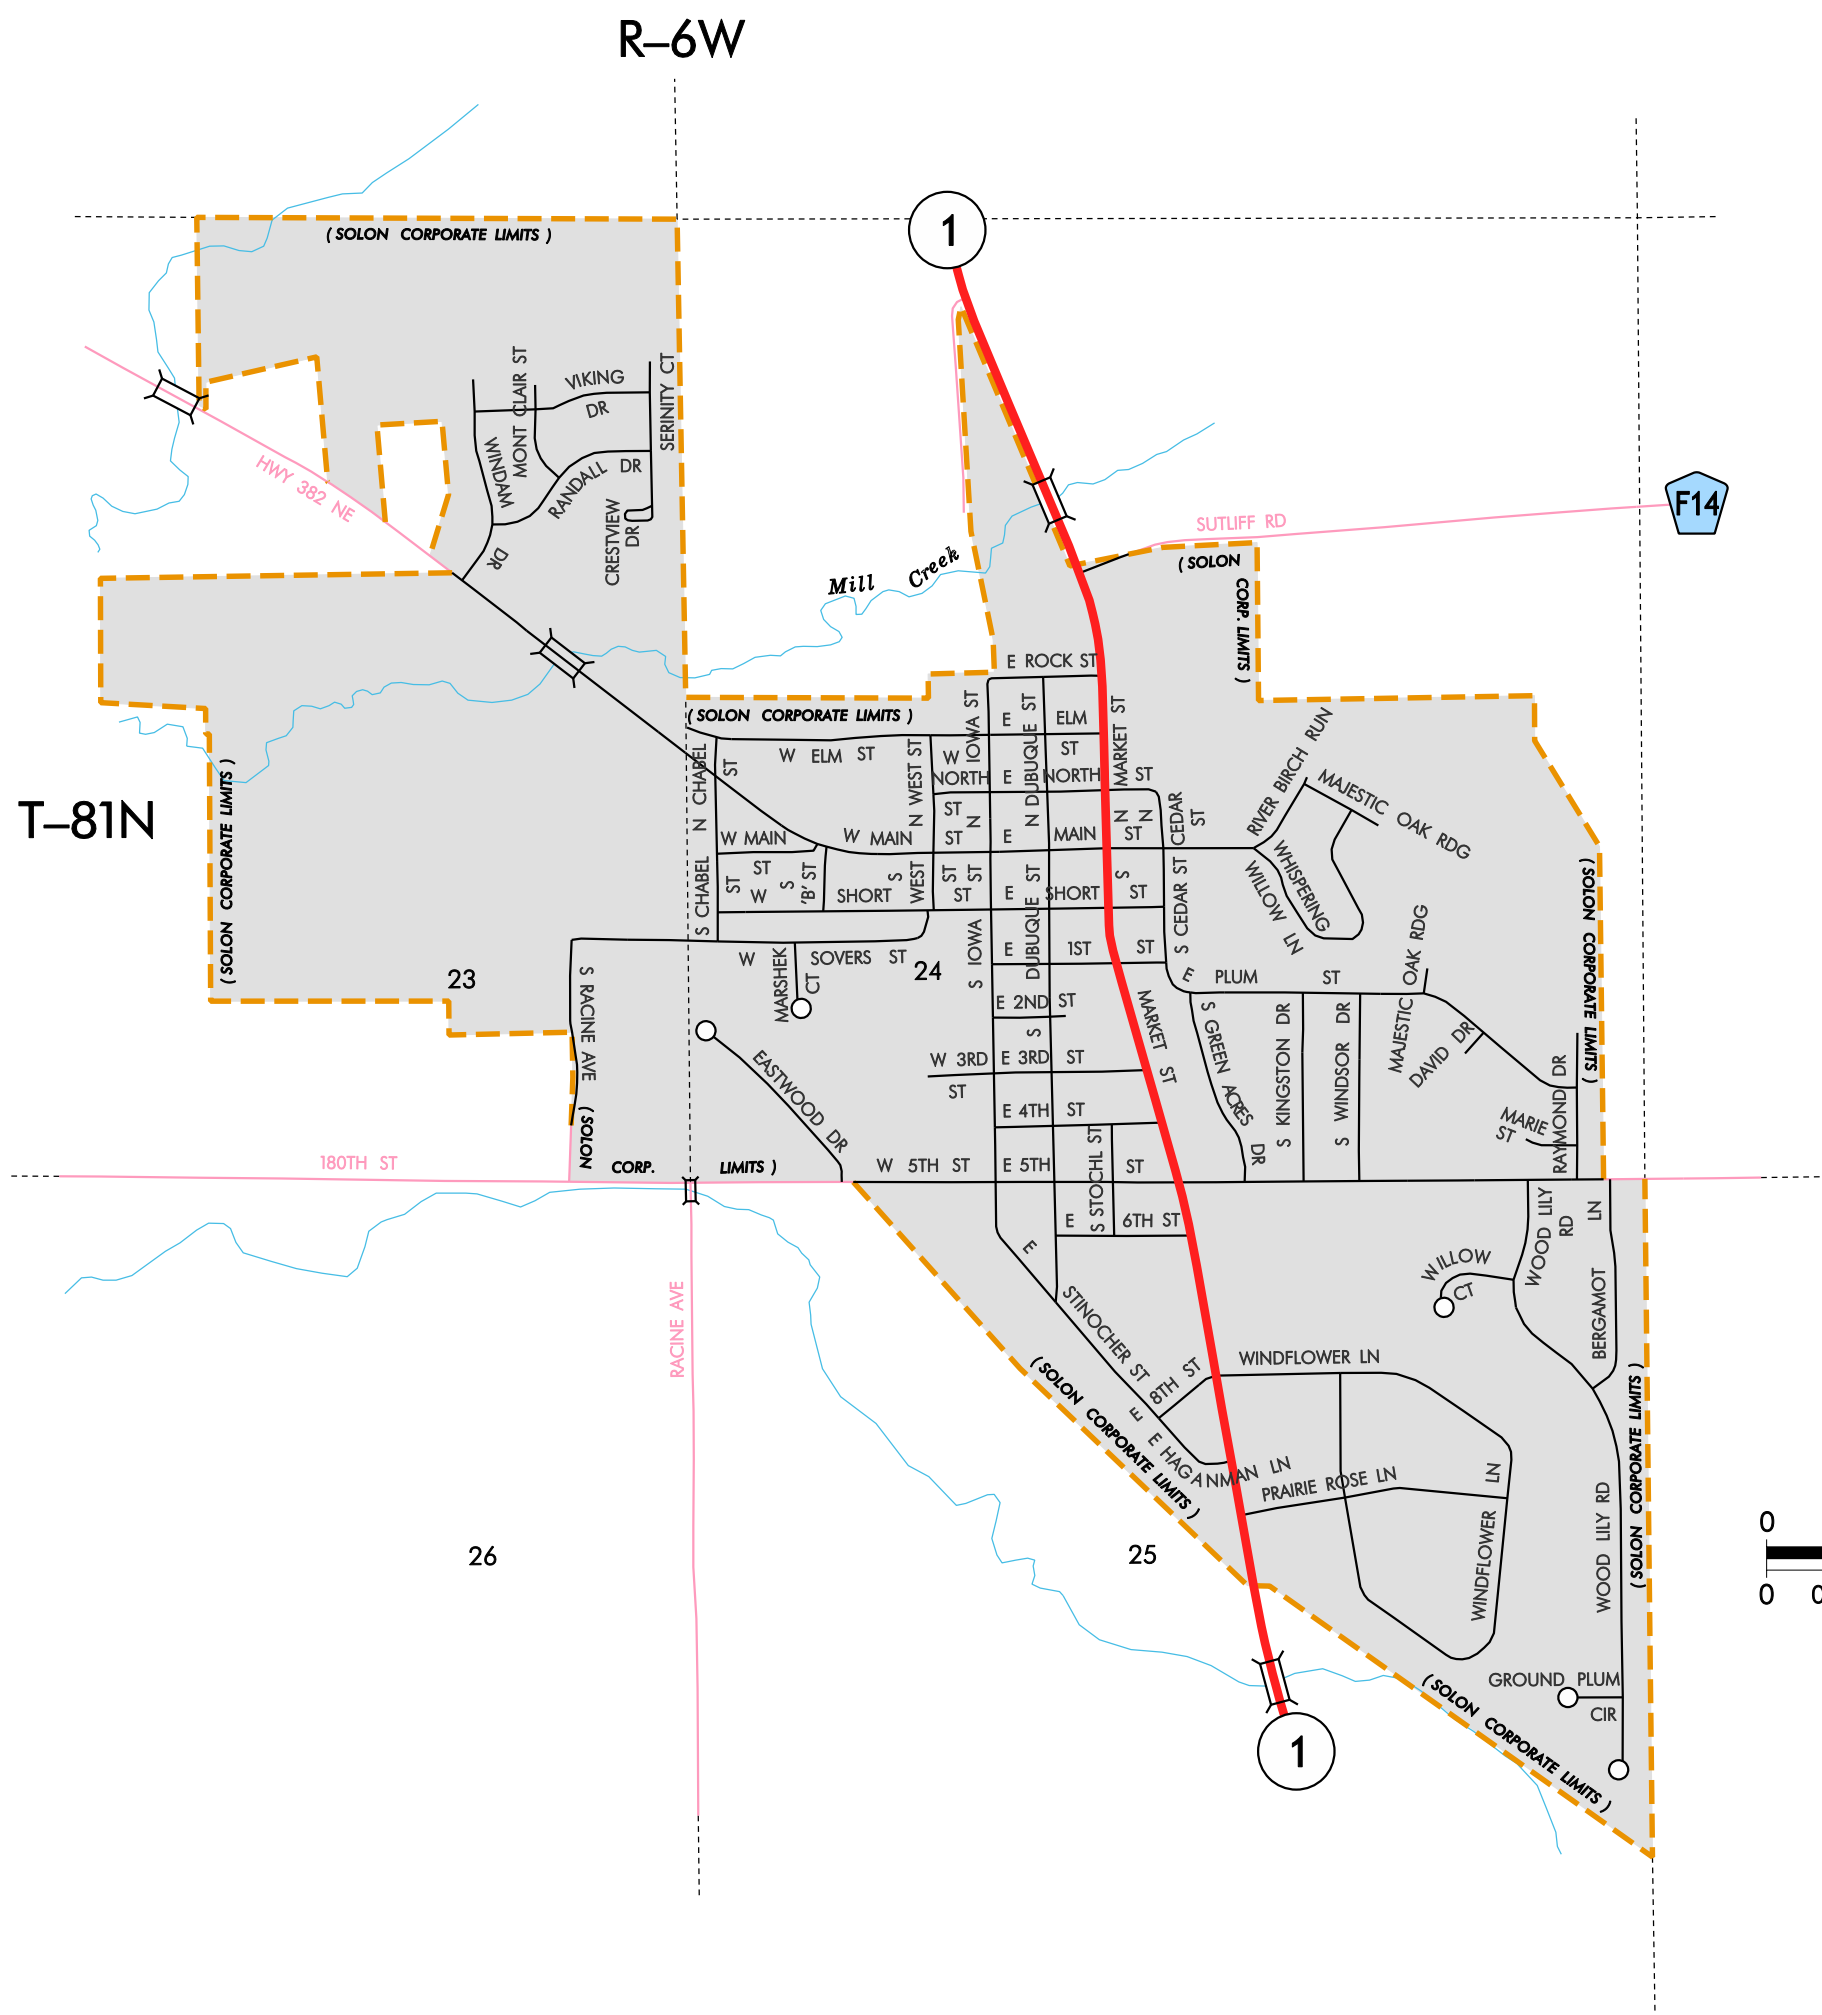 R–6W
1
( SOLON CORPORATE LIMITS )
SERINITY CT
MONT CLAIR ST
VIKING
DR
WINDAM
DR
RANDALL DR
CRESTVIEW
DR
HWY 382 NE
F14
SUTLIFF RD
( SOLON
CORP. LIMITS )
Mill Creek
E ROCK ST
( SOLON CORPORATE LIMITS )
N IOWA ST
N DUBUQUE ST
N MARKET ST
E ELM
ST
W ELM ST
N CHABEL
ST
N WEST ST
W
NORTH
ST
E NORTH ST
N CEDAR
ST
W MAIN
ST
W MAIN ST
E MAIN ST
RIVER BIRCH RUN
MAJESTIC OAK RDG
WHISPERING
WILLOW LN
T–81N
( SOLON CORPORATE LIMITS )
S CHABEL
ST
W
S
'B' ST
SHORT
S
WEST
ST
ST
ST
E SHORT ST
S
S CEDAR ST
( SOLON CORPORATE LIMITS )
S IOWA
S DUBUQUE ST
E 1ST ST
W SOVERS ST
MARSHEK
CT
23
24
E PLUM ST
MAJESTIC OAK RDG
S RACINE AVE
E 2ND ST
MARKET ST
S GREEN ACRES DR
S KINGSTON DR
S WINDSOR DR
DAVID DR
RAYMOND DR
MARIE
ST
EASTWOOD DR
W 3RD
ST
E 3RD ST
E 4TH ST
( SOLON
CORP. LIMITS )
180TH ST
W 5TH ST
E 5TH ST
S STOCHL ST
E 6TH ST
WOOD LILY
RD
BERGAMOT LN
WILLOW
CT
RACINE AVE
E STINOCHER ST
WINDFLOWER LN
E 8TH ST
E HAGANMAN LN
PRAIRIE ROSE LN
WINDFLOWER LN
WOOD LILY RD
( SOLON CORPORATE LIMITS )
( SOLON CORPORATE LIMITS )
26
25
0
0 0
GROUND PLUM
CIR
( SOLON CORPORATE LIMITS )
1